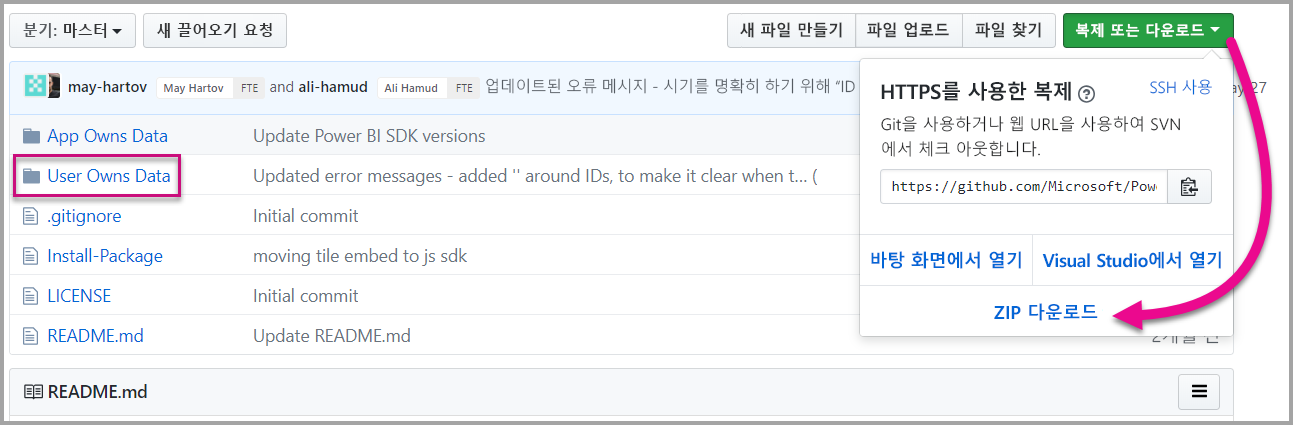 분기: 마스터 새 끌어오기 요청 새 파일 만들기 파일 업로드 파일 찾기 복제 또는 다운로드
may-hartov May Hartov FTE and ali-hamud Ali Hamud FTE 업데이트된 오류 메시지 - 시기를 명확히 하기 위해 “ID 27
App Owns Data Update Power BI SDK versions
User Owns Data Updated error messages - added '' around IDs, to make it clear when t... (
.gitignore Initial commit
Install-Package moving tile embed to js sdk
LICENSE Initial commit
README.md Update README.md
README.md
HTTPS를 사용한 복제 ? SSH 사용
Git을 사용하거나 웹 URL을 사용하여 SVN
에서 체크 아웃합니다.
https://github.com/Microsoft/Pow
바탕 화면에서 열기 Visual Studio에서 열기
ZIP 다운로드